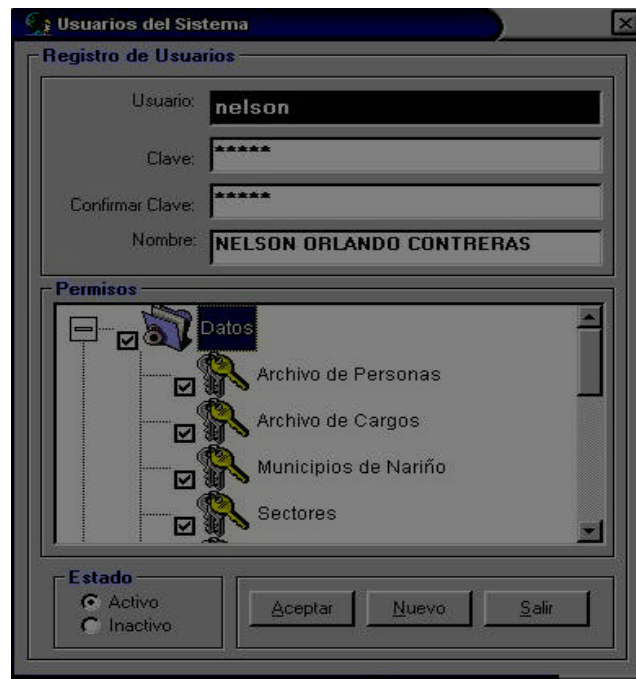 Usuarios del Sistema
Registro de Usuarios
Usuario: nelson
Clave: *****
Confirmar Clave: *****
Nombre: NELSON ORLANDO CONTRERAS
Permisos
Datos
Archivo de Personas
Archivo de Cargos
Municipios de Nariño
Sectores
Estado
Activo
Inactivo
Aceptar Nuevo Salir